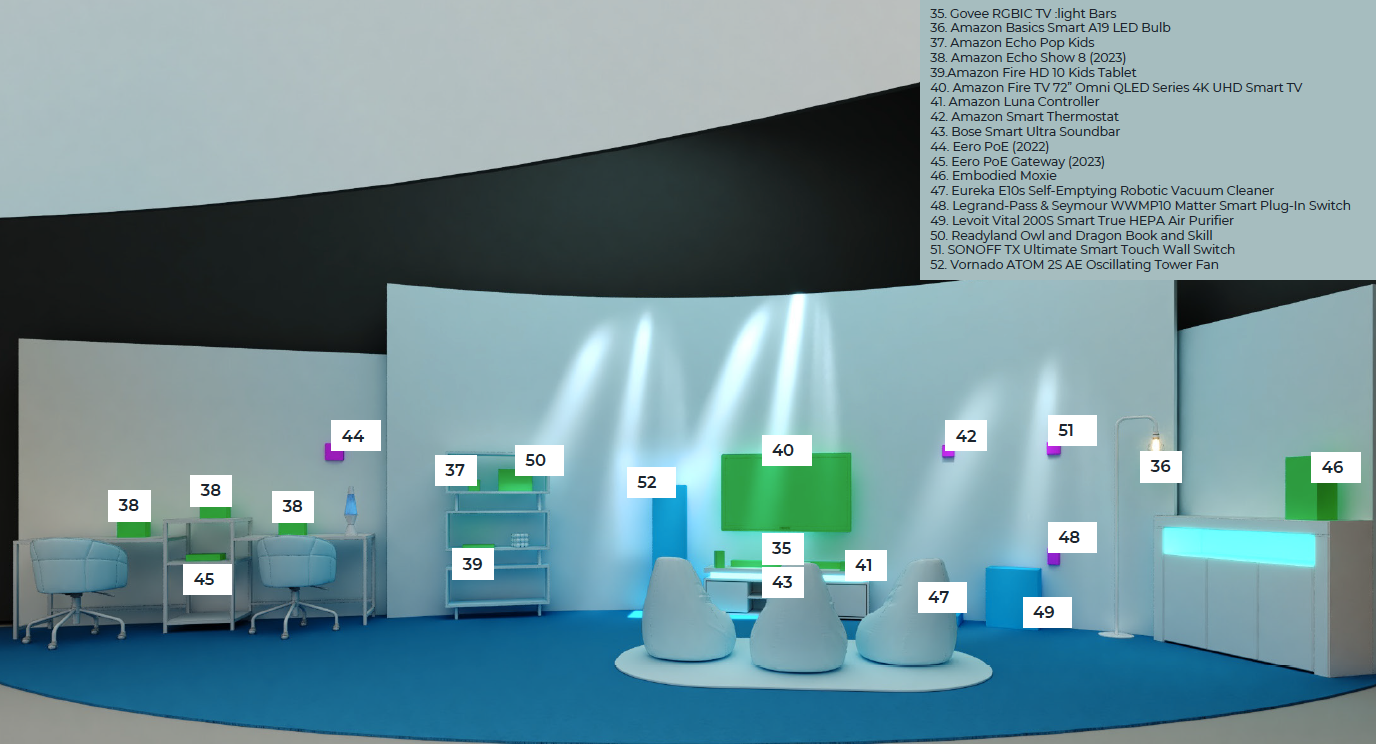 35. Govee RGBIC TV :light Bars
36. Amazon Basics Smart A19 LED Bulb
37. Amazon Echo Pop Kids
38. Amazon Echo Show 8 (2023)
39.Amazon Fire HD 10 Kids Tablet
40. Amazon Fire TV 72” Omni QLED Series 4K UHD Smart TV
41. Amazon Luna Controller
42. Amazon Smart Thermostat
43. Bose Smart Ultra Soundbar
44. Eero PoE (2022)
45. Eero PoE Gateway (2023)
46. Embodied Moxie
47. Eureka E10s Self-Emptying Robotic Vacuum Cleaner
48. Legrand-Pass & Seymour WWMP10 Matter Smart Plug-In Switch
49. Levoit Vital 200S Smart True HEPA Air Purifier
50. Readyland Owl and Dragon Book and Skill
51. SONOFF TX Ultimate Smart Touch Wall Switch
52. Vornado ATOM 2S AE Oscillating Tower Fan
44
42
51
40
37
50
36
46
52
38
38
38
35
48
39
41
45
43
47
49